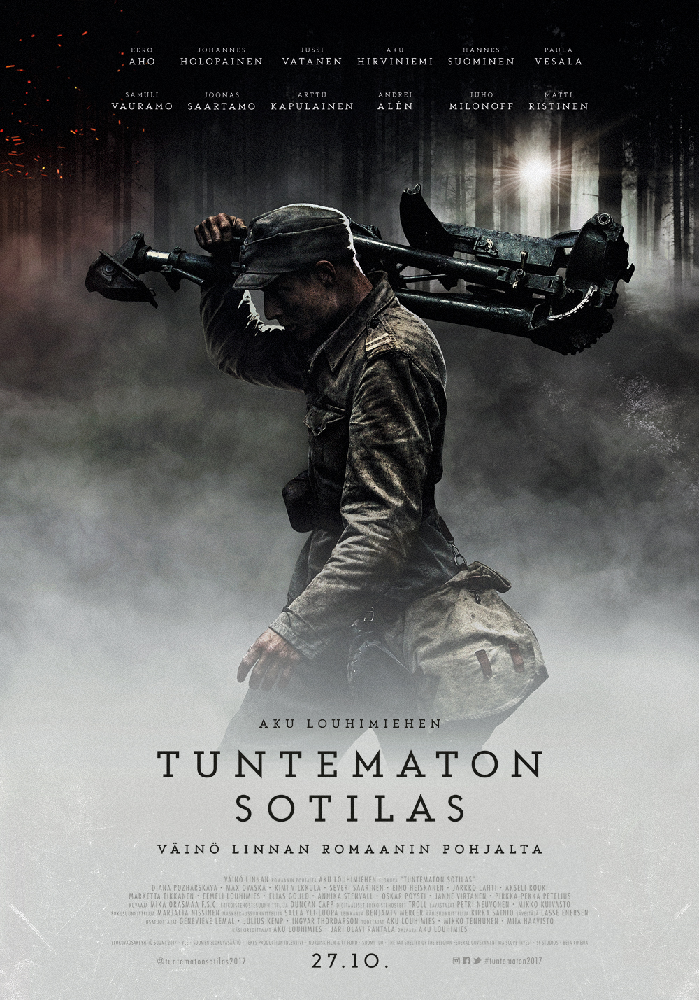 EERO AHO JOHANNES HOLOPAINEN JUSSI VATANEN AKU HIRVINIEMI HANNES SUOMINEN PAULA VESALA
SAMULI VAURAMO JOONAS SAARTAMO ARTTU KAPULAINEN ANDREI ALÉN JUHO MILONOFF MATTI RISTINEN
AKU LOUHIMIEHEN
TUNTEMATON
SOTILAS
VÄINÖ LINNAN ROMAANIN POHJALTA
VÄINÖ LINNAN ROMAANIN POHJALTA AKU LOUHIMIEHEN ELOKUVA "TUNTEMATON SOTILAS"
DIANA POZHARSKAYA • MAX OVASKA • KIMI VILKKULA • SEVERI SAARINEN • EINO HEISKANEN • JARKKO LAHTI • AKSELI KOUKI
MARKETTA TIKKANEN • EEMELI LOUHIMIES • ELIAS GOULD • ANNIKA STENVALL • OSKAR PÖYSTI • JANNE VIRTANEN • PIRKKA-PEKKA PETELIUS
KUVAAJA MIKA ORASMAA F.S.C. ERIKOISTEHOSTESUUNNITTELIJA DUNCAN CAPP DIGITAALISET ERIKOISTEHOSTEET TROLL LAVASTAJAT PETRI NEUVONEN • MIKKO KUIVASTO
PUKUSUUNNITTELIJA MARJATTA NISSINEN MASKEERAUSSUUNNITTELIJA SALLA YLI-LUOPA LEIKKAAJA BENJAMIN MERCER ÄÄNISUUNNITTELIJA KIRKA SAINIO SÄVELTÄJÄ LASSE ENERSEN
OSATUOTTAJAT GENEVIÈVE LEMAL • JULIUS KEMP • INGVAR THORDARSON TUOTTAJAT AKU LOUHIMIES • MIKKO TENHUNEN • MIIA HAAVISTO
KÄSIKIRJOITTAJAT AKU LOUHIMIES • JARI OLAVI RANTALA OHJAAJA AKU LOUHIMIES
ELOKUVAOSAKEYHTIÖ SUOMI 2017 • YLE • SUOMEN ELOKUVASÄÄTIÖ • TEKES PRODUCTION INCENTIVE • NORDISK FILM & TV FOND • SUOMI 100 • THE TAX SHELTER OF THE BELGIAN FEDERAL GOVERNMENT VIA SCOPE INVEST • SF STUDIOS • BETA CINEMA
@tuntematonsotilas2017 27.10. #tuntematon2017